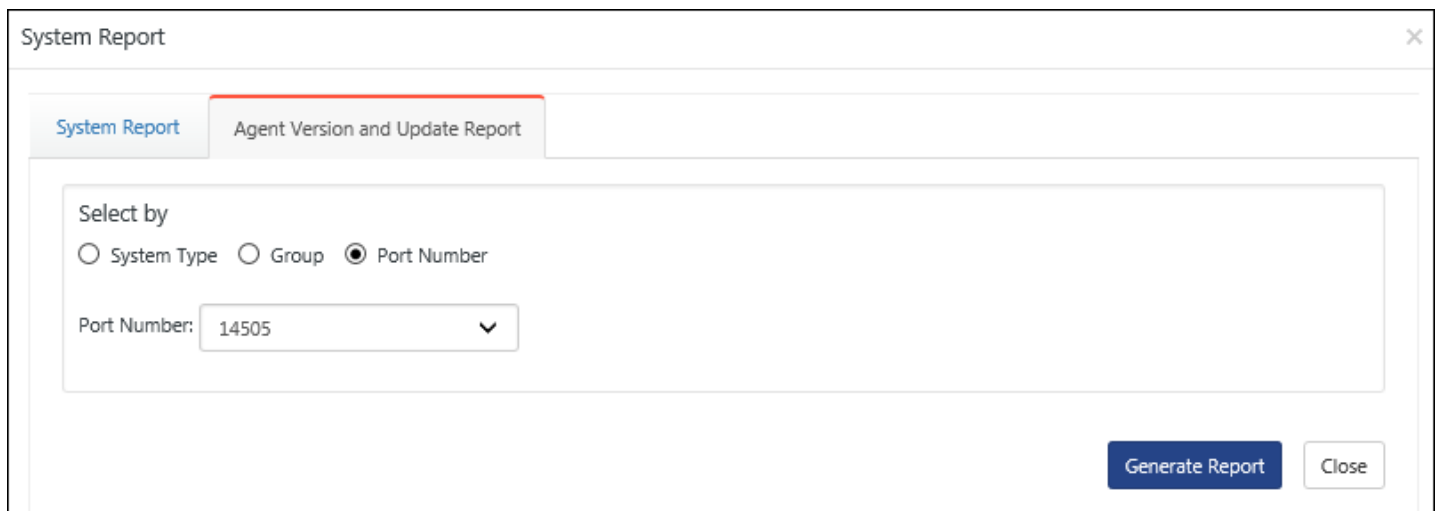 System Report
System Report Agent Version and Update Report
Select by
System Type Group Port Number
Port Number: 14505
Generate Report Close